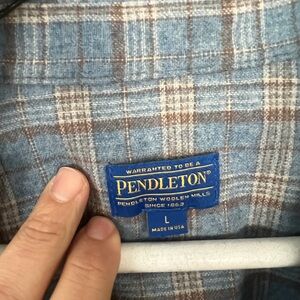 WARRANTED TO BE A
PENDLETON®
PENDLETON WOOLEN MILLS
SINCE 1863
L
MADE IN USA